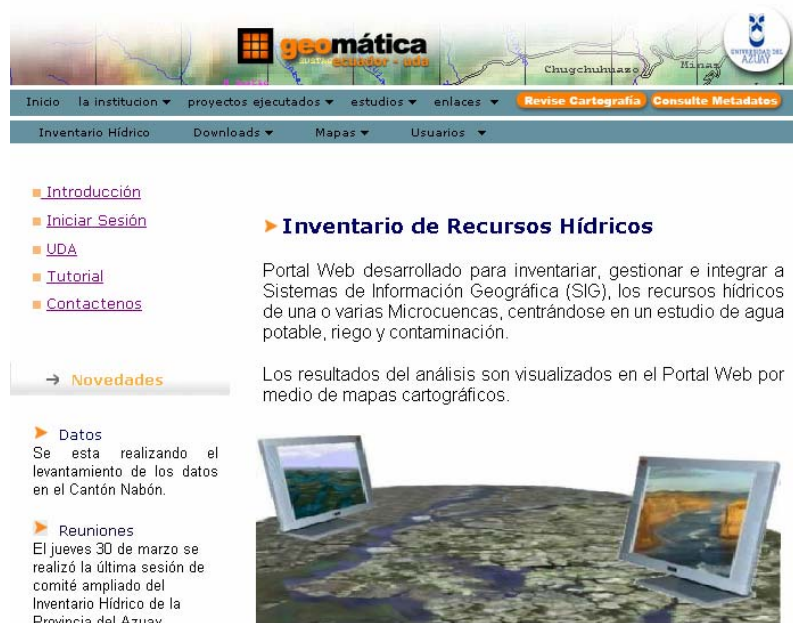 geomática
ecuador - uda
Chugchuhuaso
Minas
UNIVERSIDAD DEL
AZUAY
Inicio la institucion proyectos ejecutados estudios enlaces Revise Cartografía Consulte Metadatos
Inventario Hídrico Downloads Mapas Usuarios
Introducción
Iniciar Sesión
UDA
Tutorial
Contactenos
Novedades
Datos
Se esta realizando el
levantamiento de los datos
en el Cantón Nabón.
Reuniones
El jueves 30 de marzo se
realizó la última sesión de
comité ampliado del
Inventario Hídrico de la
Provincia del Azuay
Inventario de Recursos Hídricos
Portal Web desarrollado para inventariar, gestionar e integrar a
Sistemas de Información Geográfica (SIG), los recursos hídricos
de una o varias Microcuencas, centrándose en un estudio de agua
potable, riego y contaminación.
Los resultados del análisis son visualizados en el Portal Web por
medio de mapas cartográficos.